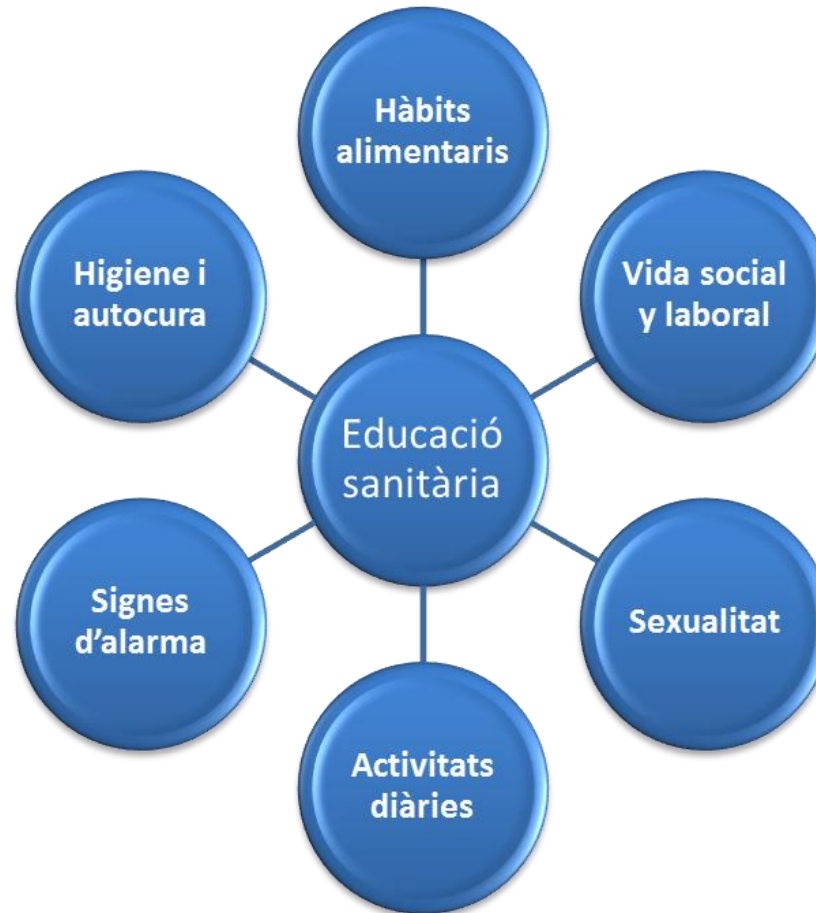 Hàbits
alimentaris
Vida social
y laboral
Sexualitat
Activitats
diàries
Signes
d’alarma
Higiene i
autocura
Educació
sanitària